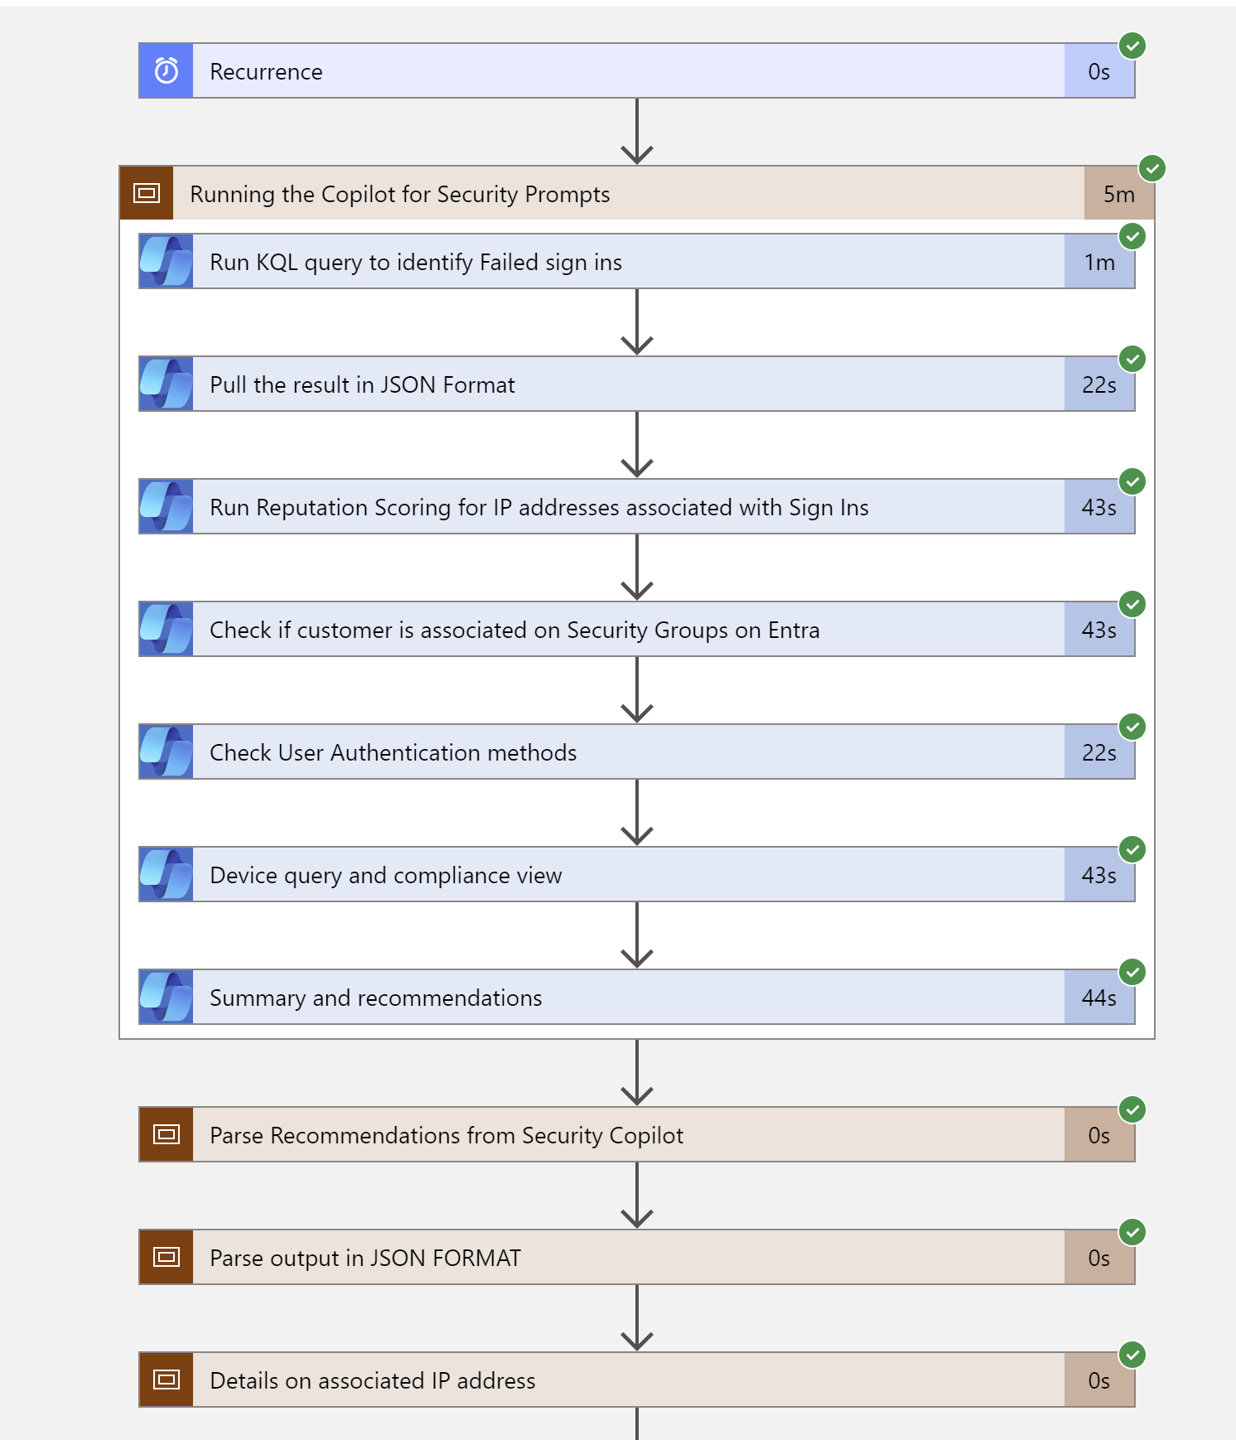 Recurrence 0s
Running the Copilot for Security Prompts 5m
Run KQL query to identify Failed sign ins 1m
Pull the result in JSON Format 22s
Run Reputation Scoring for IP addresses associated with Sign Ins 43s
Check if customer is associated on Security Groups on Entra 43s
Check User Authentication methods 22s
Device query and compliance view 43s
Summary and recommendations 44s
Parse Recommendations from Security Copilot 0s
Parse output in JSON FORMAT 0s
Details on associated IP address 0s